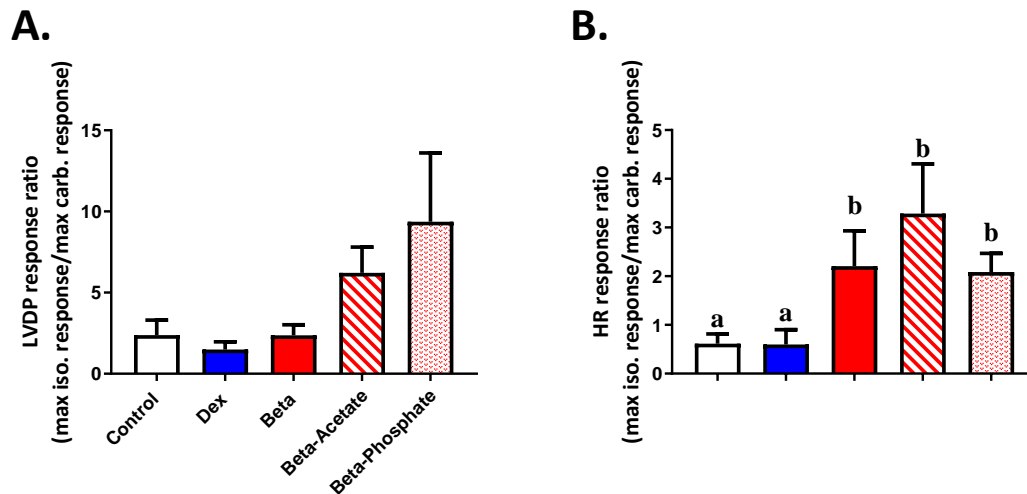 A.
LVDP response ratio
(max iso. response/max carb. response)
15
10
5
0
Control
Dex
Beta
Beta-Acetate
Beta-Phosphate
B.
HR response ratio
(max iso. response/max carb. response)
5
4
3
2
1
0
a
a
b
b
b